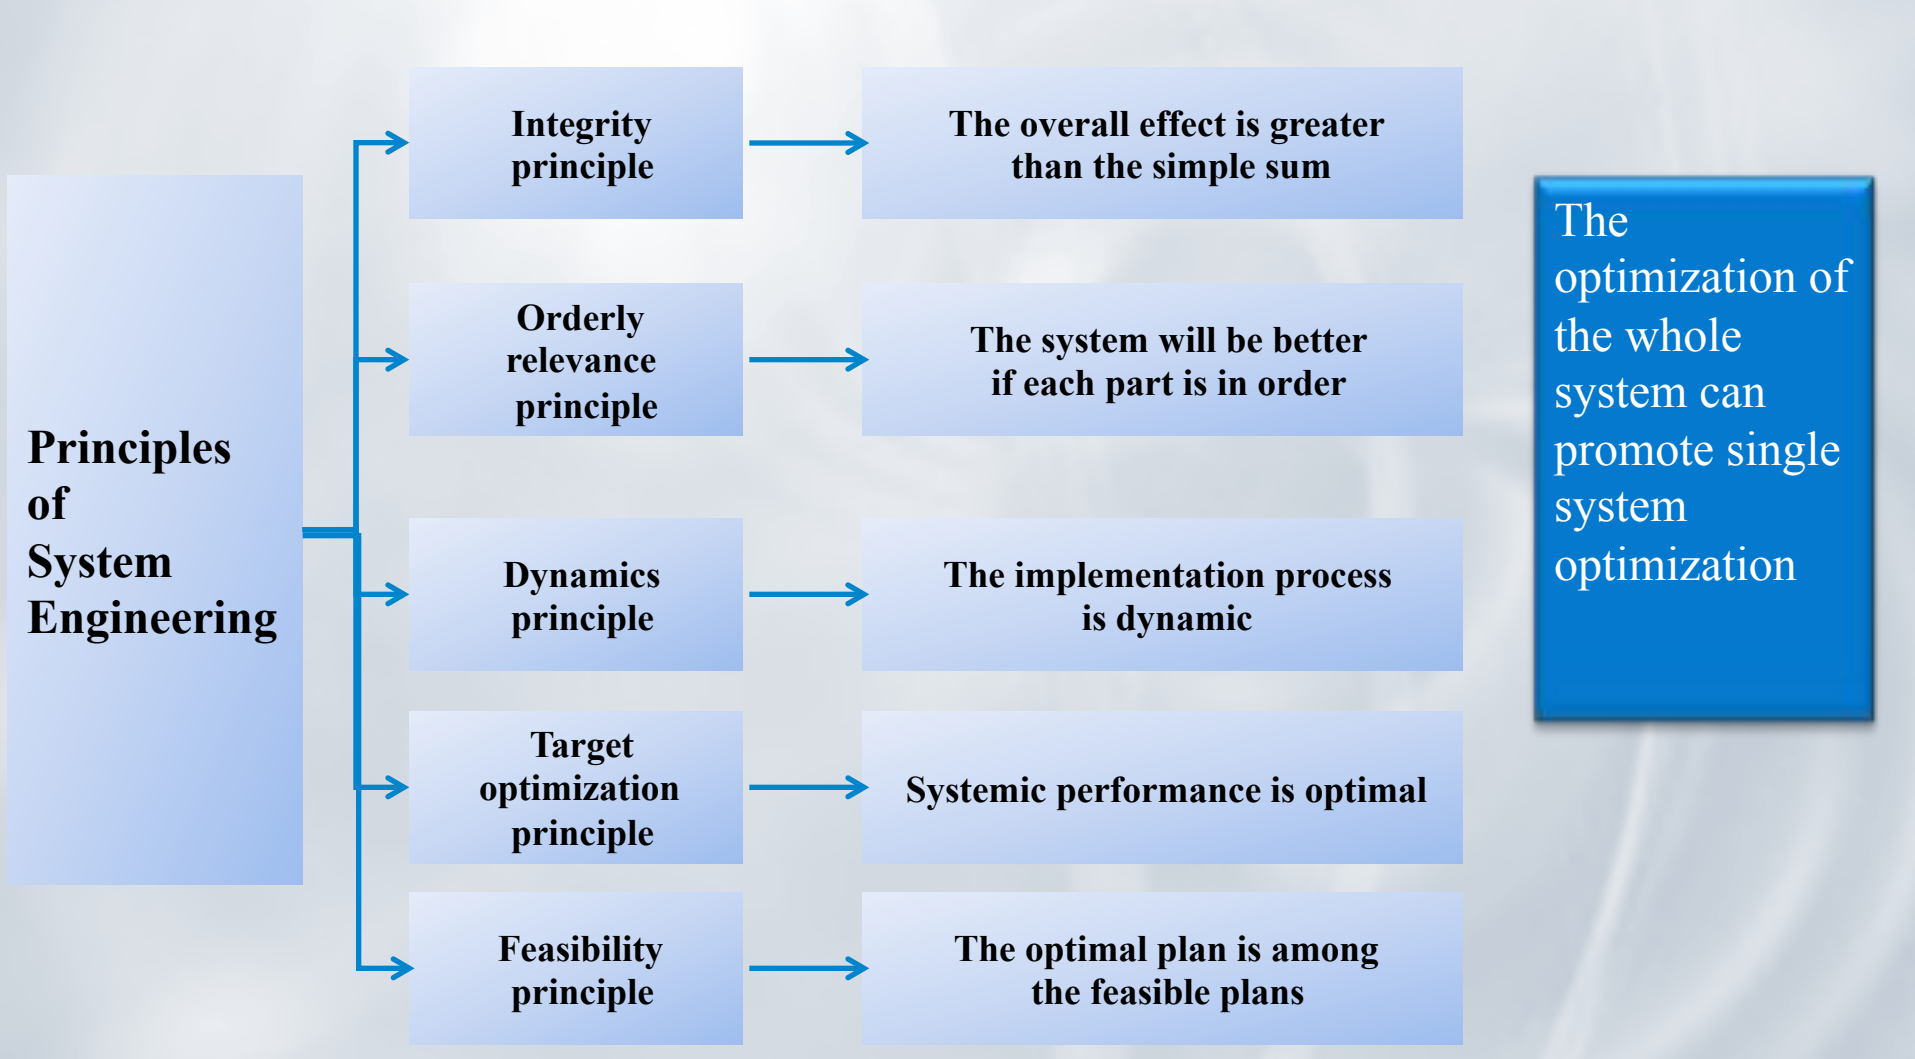 Principles
of
System
Engineering
Integrity
principle
The overall effect is greater
than the simple sum
Orderly
relevance
principle
The system will be better
if each part is in order
Dynamics
principle
The implementation process
is dynamic
Target
optimization
principle
Systemic performance is optimal
Feasibility
principle
The optimal plan is among
the feasible plans
The
optimization of
the whole
system can
promote single
system
optimization